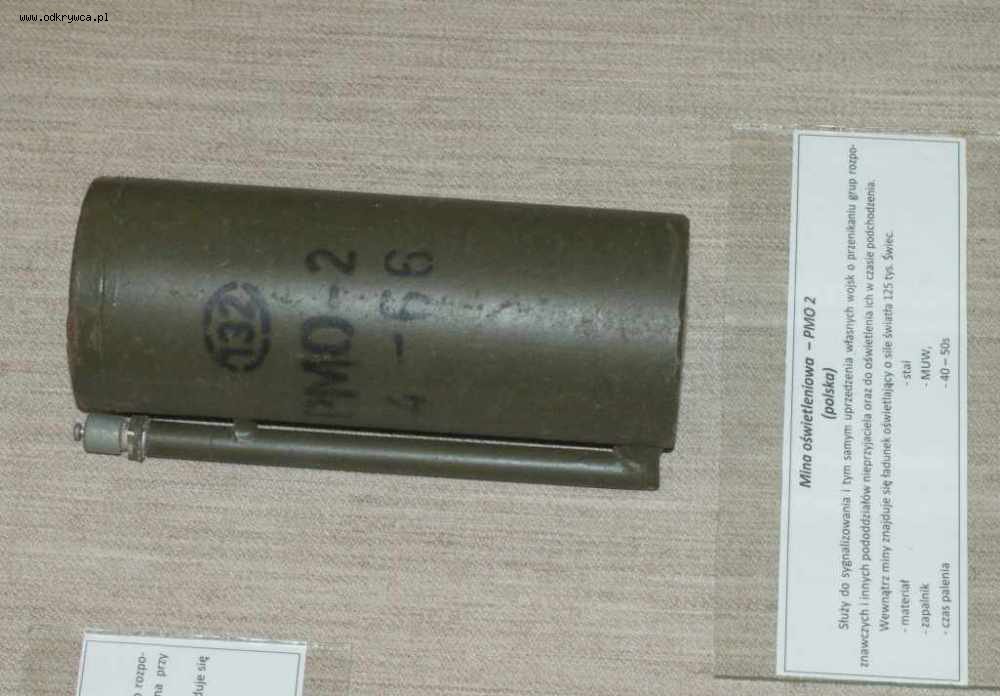 www.odkrywca.pl
132
PMO-2
4-66
Mina oświetleniowa – PMO 2
(polska)
Służy do sygnalizowania i tym samym uprzedzenia własnych wojsk o przenikaniu grup rozpo-
znawczych i innych pododdziałów nieprzyjaciela oraz do oświetlenia ich w czasie podchodzenia.
Wewnątrz miny znajduje się ładunek oświetlający o sile światła 125 tys. Świec.
- materiał - stal
- zapalnik - MUW,
- czas palenia - 40 – 50s
rozpo-
na przy
duje się